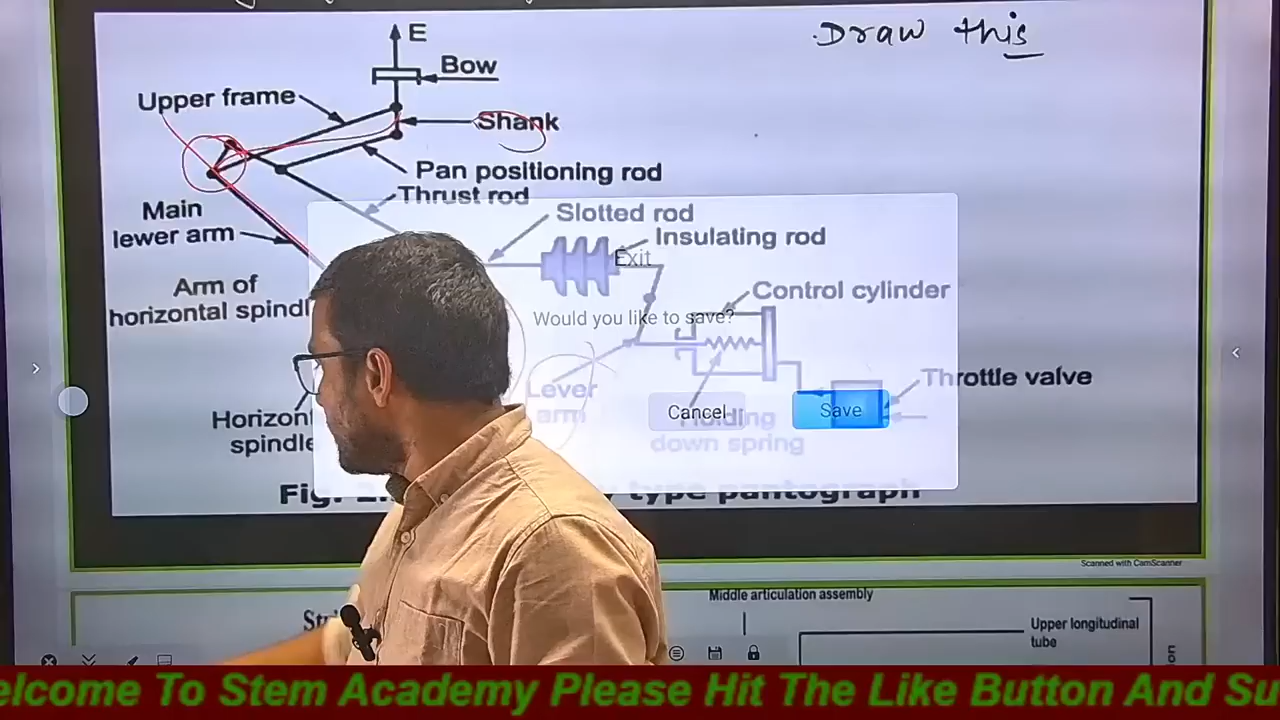 E
Draw this
Bow
Upper frame
Shank
Pan positioning rod
Thrust rod
Main
lewer arm
Slotted rod
Insulating rod
Exit
Arm of
horizontal spindl
Control cylinder
Would you like to save?
Lever
arm
Throttle valve
Cancel
Save
Holding
down spring
Horizon
spindle
Fig.
type pantograph
Scanned with CamScanner
Middle articulation assembly
Upper longitudinal
tube
elcome To Stem Academy Please Hit The Like Button And Su